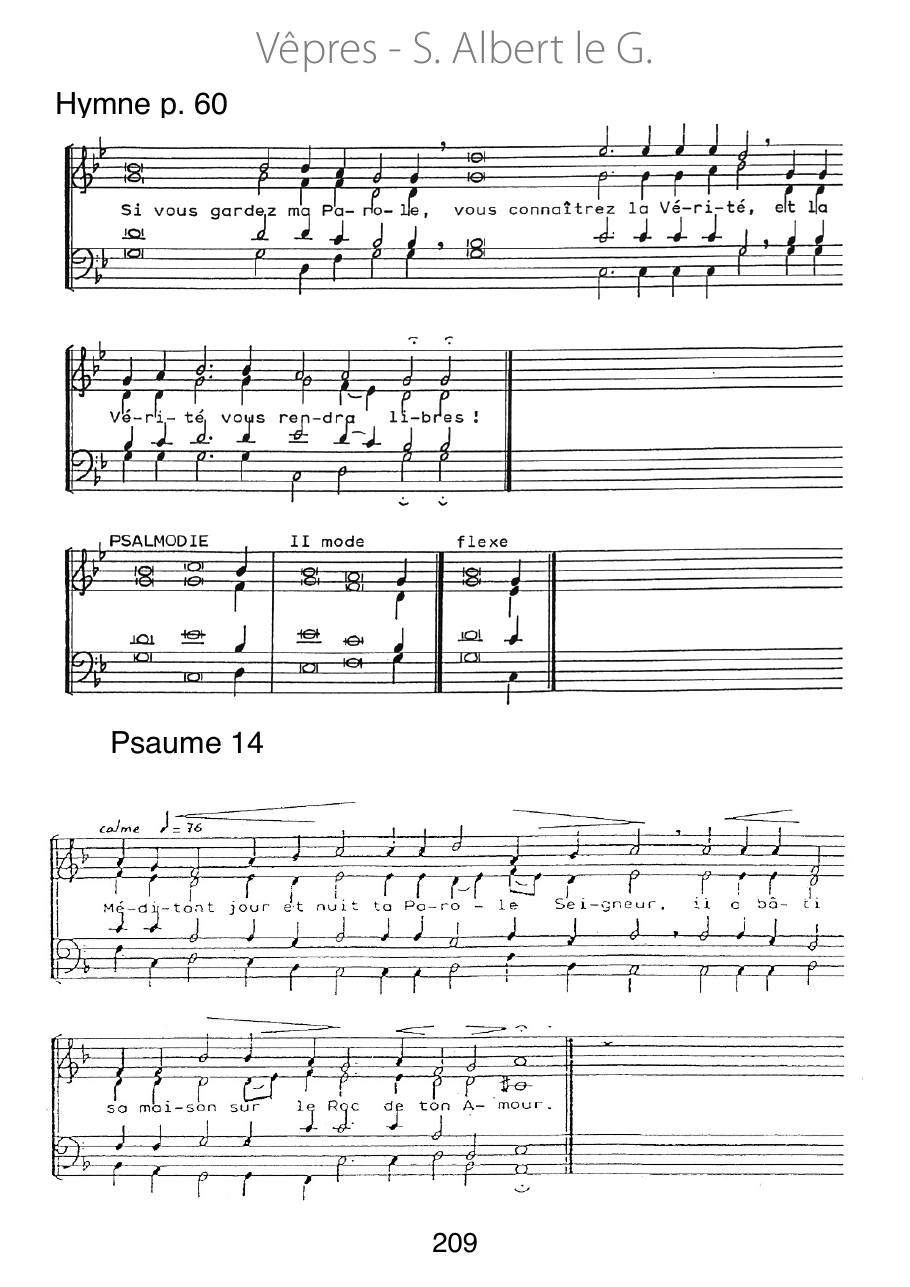 Vêpres - S. Albert le G.
Hymne p. 60
Si vous gardez ma Pa-ro-le, vous connaîtrez la Vé-ri-té, et la
Vé-ri-té vous ren-dra li-bres !
PSALMODIE II mode flexe
Psaume 14
calme ♩ = 76
Mé-di-tant jour et nuit ta Pa-ro-le Sei-gneur, il a bâ-ti
sa mai-son sur le Roc de ton A-mour.
209